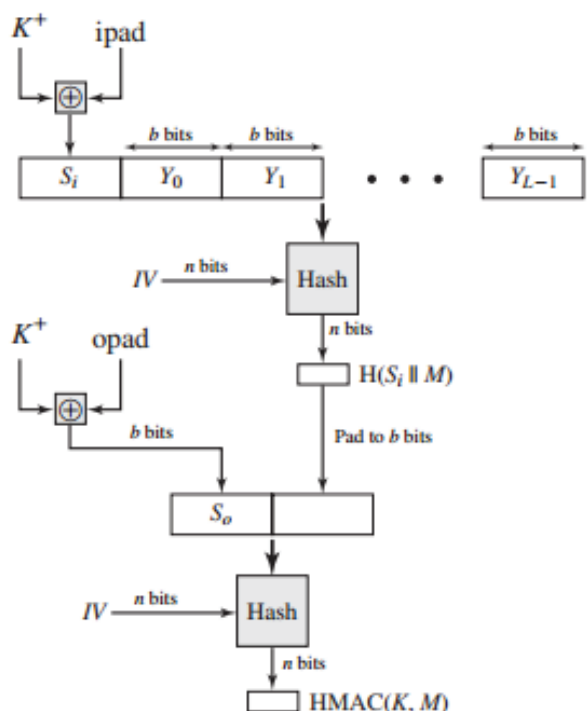 K⁺ ipad
⊕
b bits b bits b bits
Sᵢ Y₀ Y₁ • • • Y_{L−1}
IV n bits Hash
n bits
K⁺ opad
H(Sᵢ ∥ M)
⊕
b bits Pad to b bits
Sₒ
IV n bits Hash
n bits
HMAC(K, M)